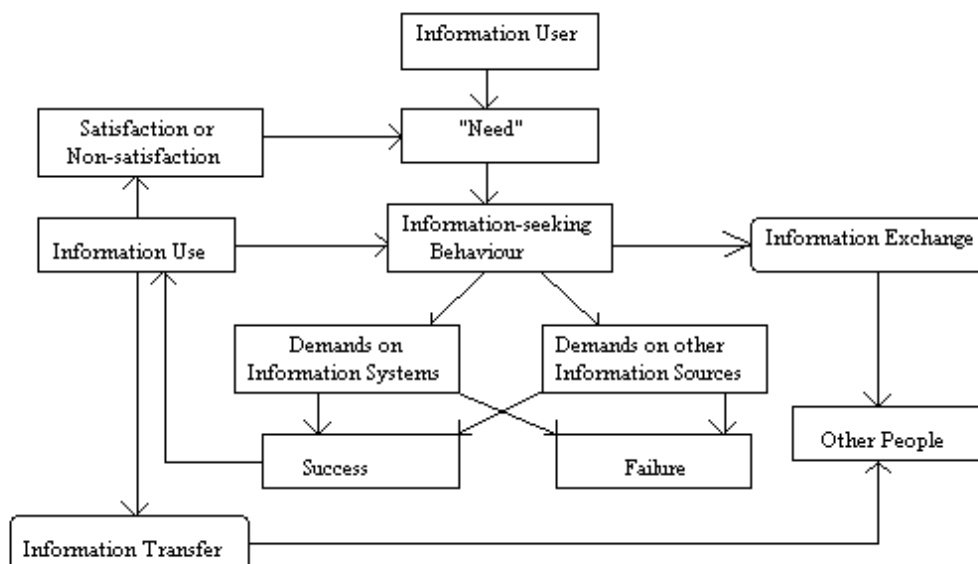 Information User
Satisfaction or
Non-satisfaction
"Need"
Information Use
Information-seeking
Behaviour
Information Exchange
Demands on
Information Systems
Demands on other
Information Sources
Success
Failure
Other People
Information Transfer